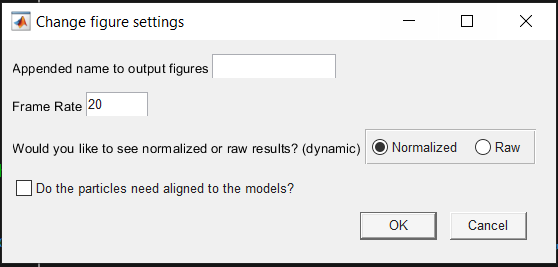 Change figure settings
Appended name to output figures
Frame Rate 20
Would you like to see normalized or raw results? (dynamic) Normalized Raw
Do the particles need aligned to the models?
OK Cancel